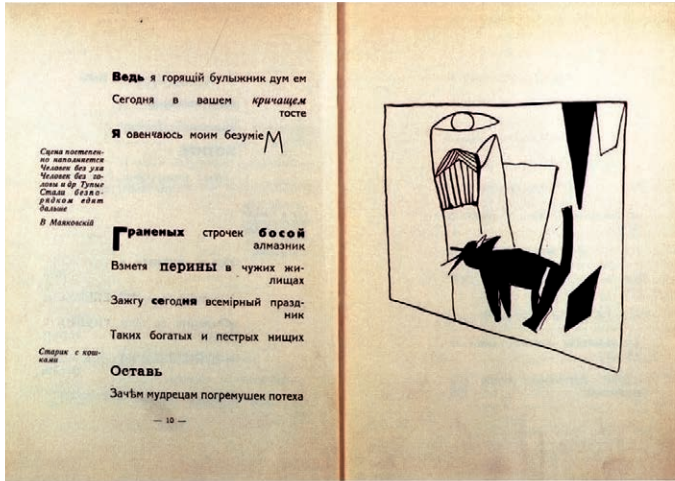 Ведь я горящій булыжник дум ем
Сегодня в вашем кричащем
тосте
Я овенчаюсь моим безуміеМ
Сцена постепен-
но наполняется
Человек без уха
Человек без го-
ловы и др Тупые
Стали безпо-
рядком едят
дальше
В Маяковскій
Граненых строчек босой
алмазник
Взметя перины в чужих жи-
лищах
Зажгу сегодня всемірный празд-
ник
Таких богатых и пестрых нищих
Старик с кош-
ками
Оставь
Зачѣм мудрецам погремушек потеха
— 10 —